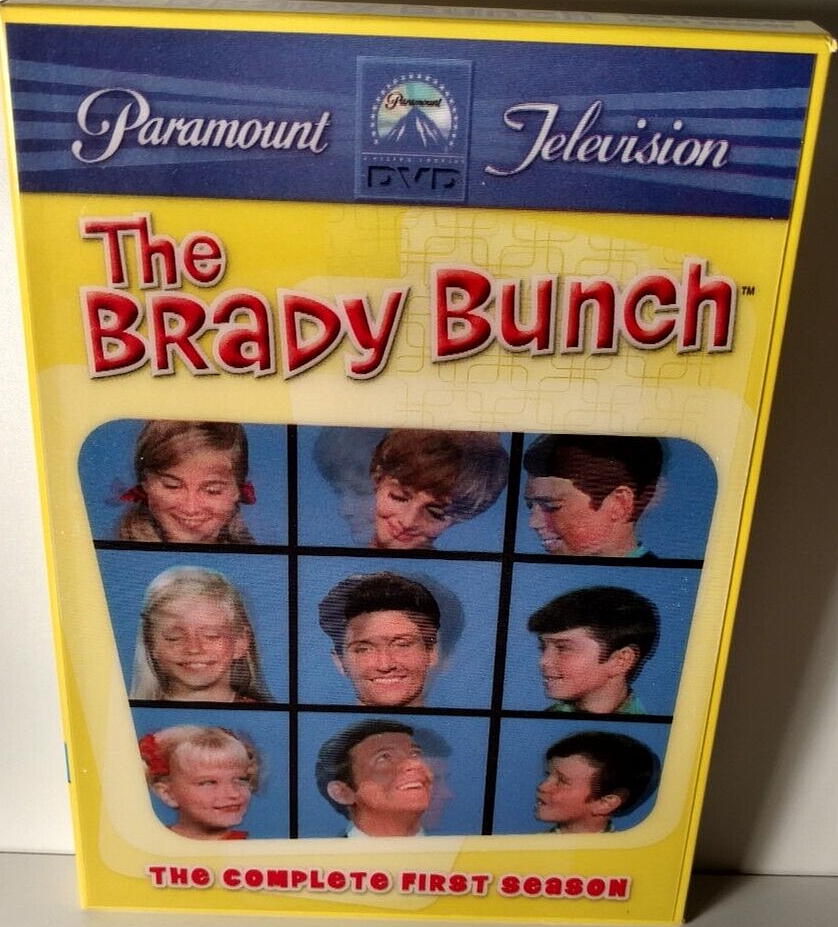 Paramount
Paramount
DVD
Television
The
BRaDY BuncH™
THE COMPLETE FIRST SEASON